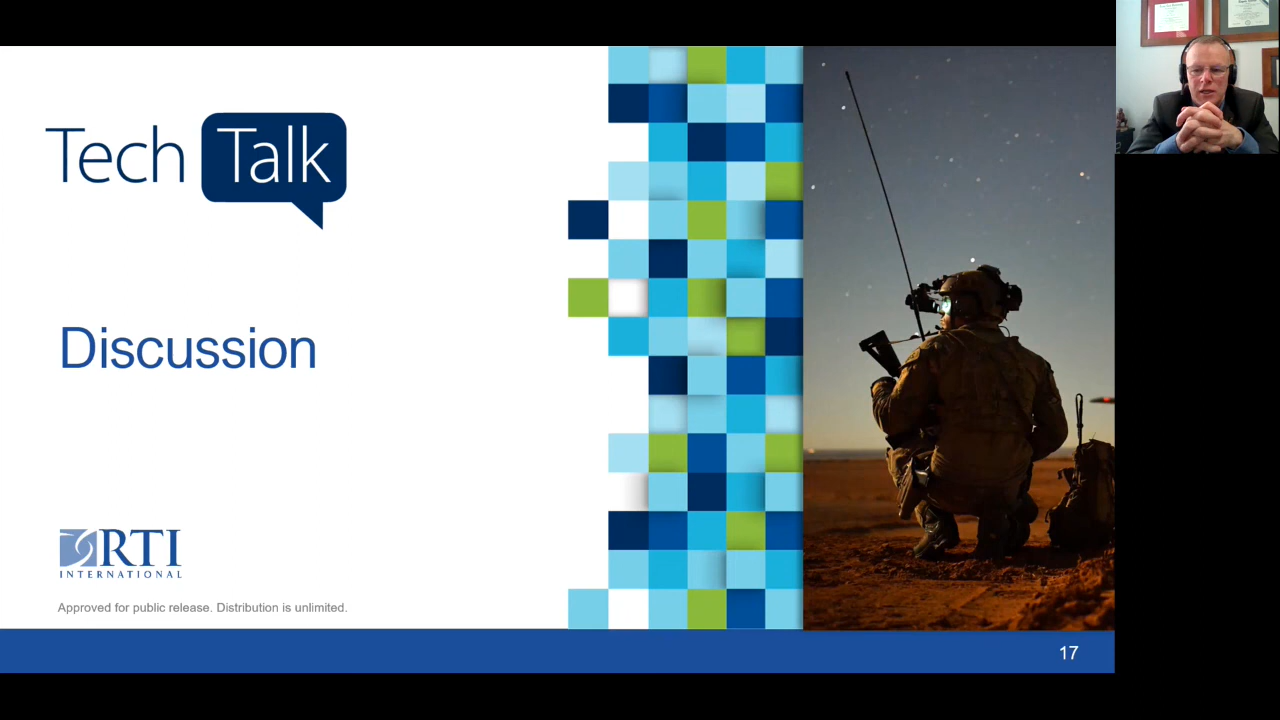 Tech Talk
Discussion
RTI
INTERNATIONAL
Approved for public release. Distribution is unlimited.
17